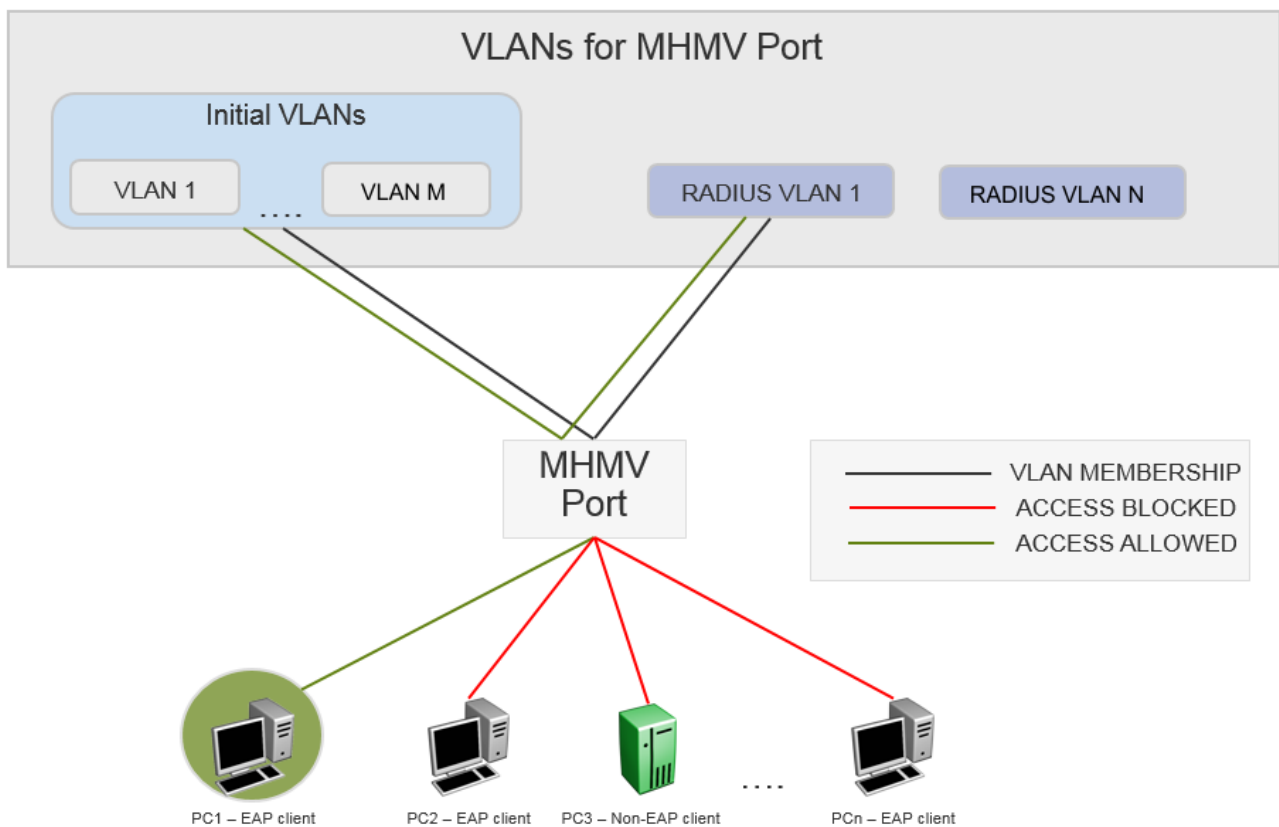 VLANs for MHMV Port
Initial VLANs
VLAN 1
....
VLAN M
RADIUS VLAN 1
RADIUS VLAN N
MHMV
Port
VLAN MEMBERSHIP
ACCESS BLOCKED
ACCESS ALLOWED
....
PC1 – EAP client
PC2 – EAP client
PC3 – Non-EAP client
PCn – EAP client